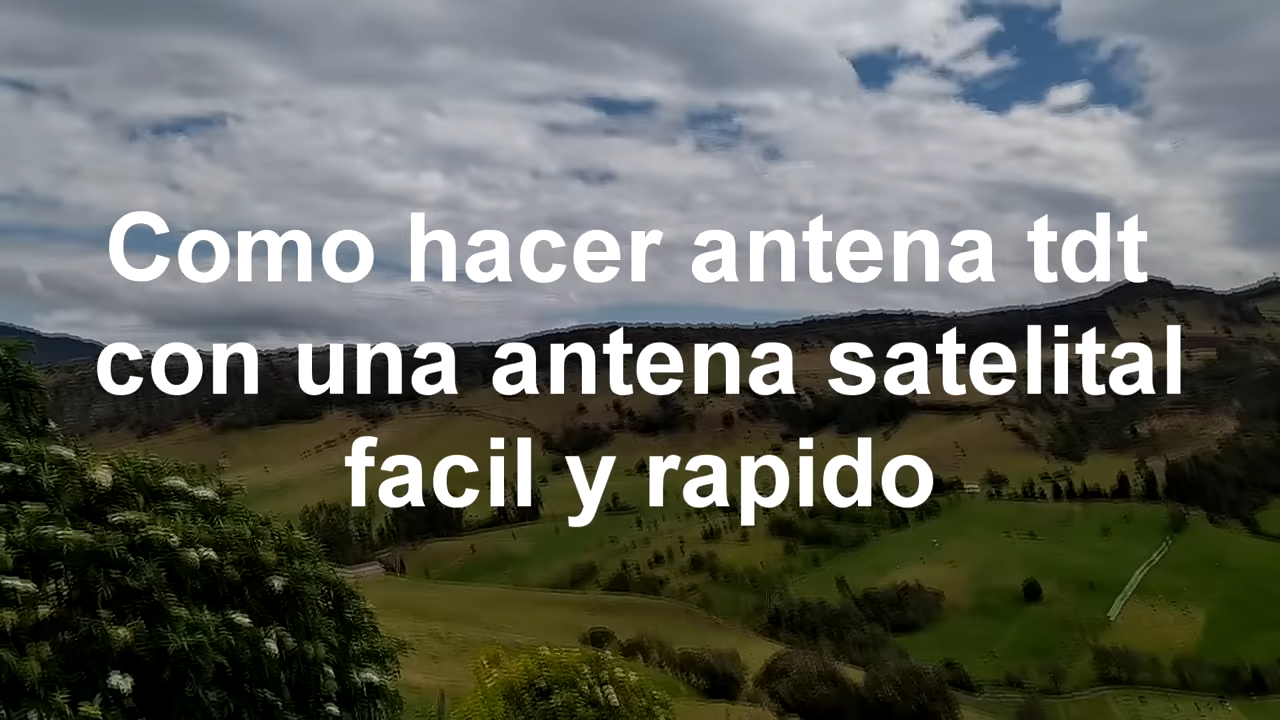 Como hacer antena tdt
con una antena satelital
facil y rapido